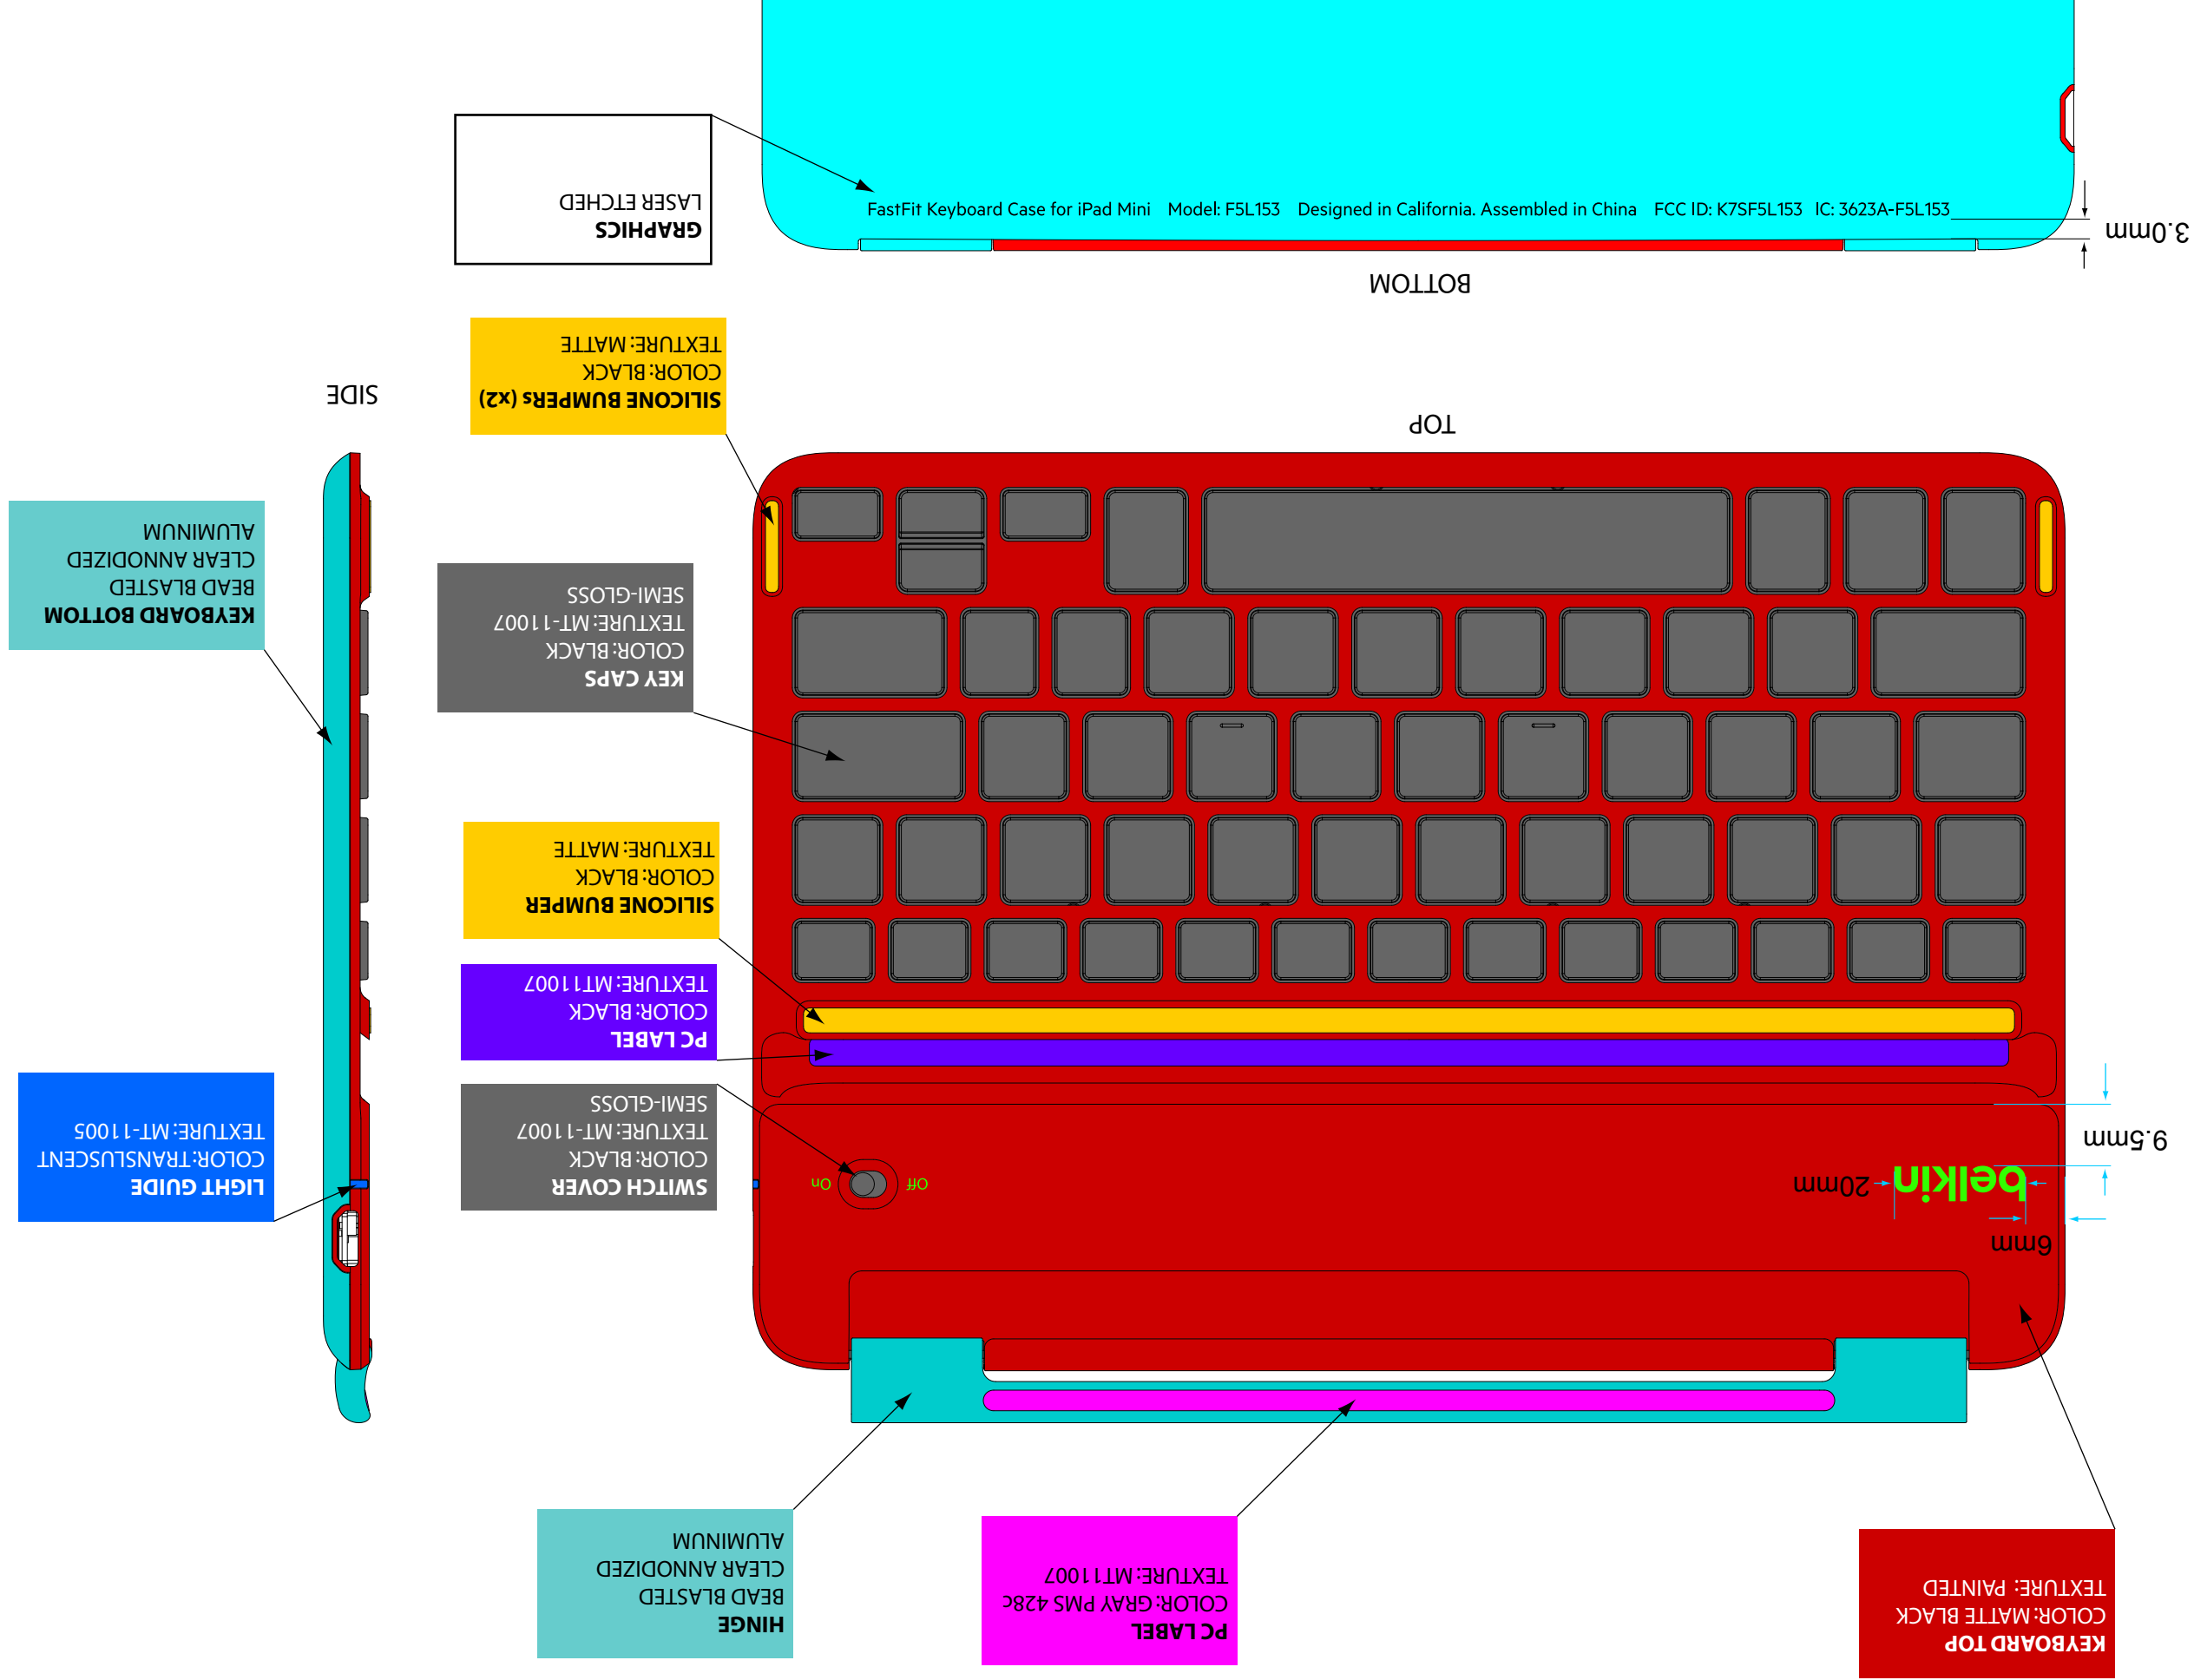 KEYBOARD TOP
COLOR: MATTE BLACK
TEXTURE: PAINTED
PC LABEL
COLOR: GRAY PMS 428c
TEXTURE: MT11007
HINGE
BEAD BLASTED
CLEAR ANNODIZED
ALUMINUM
6mm
belkin
20mm
9.5mm
Off
On
SWITCH COVER
COLOR: BLACK
TEXTURE: MT-11007
SEMI-GLOSS
LIGHT GUIDE
COLOR: TRANSLUSCENT
TEXTURE: MT-11005
PC LABEL
COLOR: BLACK
TEXTURE: MT11007
SILICONE BUMPER
COLOR: BLACK
TEXTURE: MATTE
KEY CAPS
COLOR: BLACK
TEXTURE: MT-11007
SEMI-GLOSS
KEYBOARD BOTTOM
BEAD BLASTED
CLEAR ANNODIZED
ALUMINUM
TOP
SILICONE BUMPERs (x2)
COLOR: BLACK
TEXTURE: MATTE
SIDE
BOTTOM
3.0mm
GRAPHICS
LASER ETCHED
FastFit Keyboard Case for iPad Mini Model: F5L153 Designed in California. Assembled in China FCC ID: K7SF5L153 IC: 3623A-F5L153